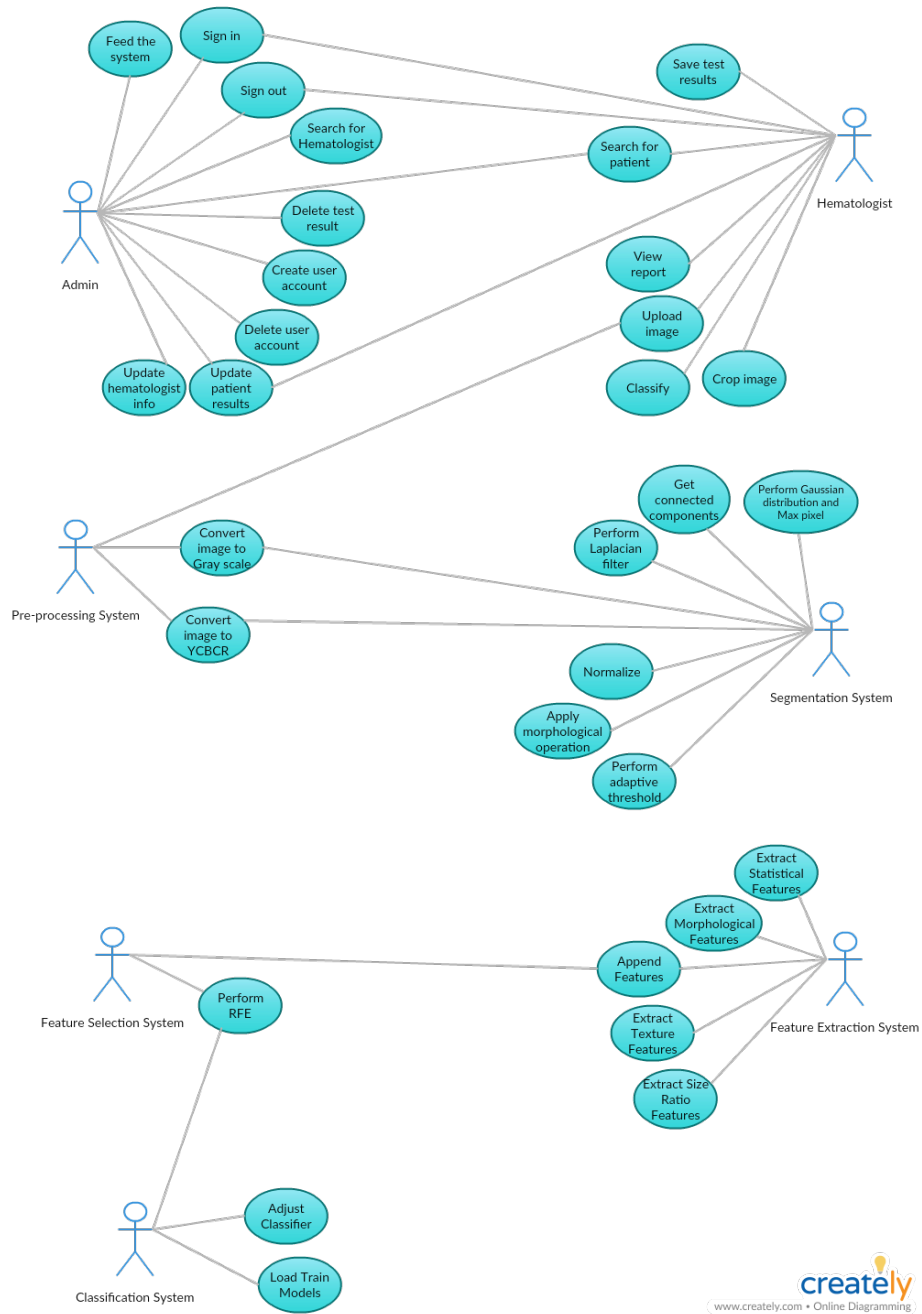 Sign in
Feed the
system
Save test
results
Sign out
Search for
Hematologist
Search for
patient
Hematologist
Delete test
result
View
report
Create user
account
Admin
Upload
image
Delete user
account
Update
hematologist
info
Update
patient
results
Classify
Crop image
Get
connected
components
Perform Gaussian
distribution and
Max pixel
Convert
image to
Gray scale
Perform
Laplacian
filter
Pre-processing System
Convert
image to
YCBCR
Normalize
Segmentation System
Apply
morphological
operation
Perform
adaptive
threshold
Extract
Statistical
Features
Extract
Morphological
Features
Append
Features
Perform
RFE
Feature Selection System
Feature Extraction System
Extract
Texture
Features
Extract Size
Ratio
Features
Adjust
Classifier
Load Train
Models
Classification System
creately
www.creately.com • Online Diagramming